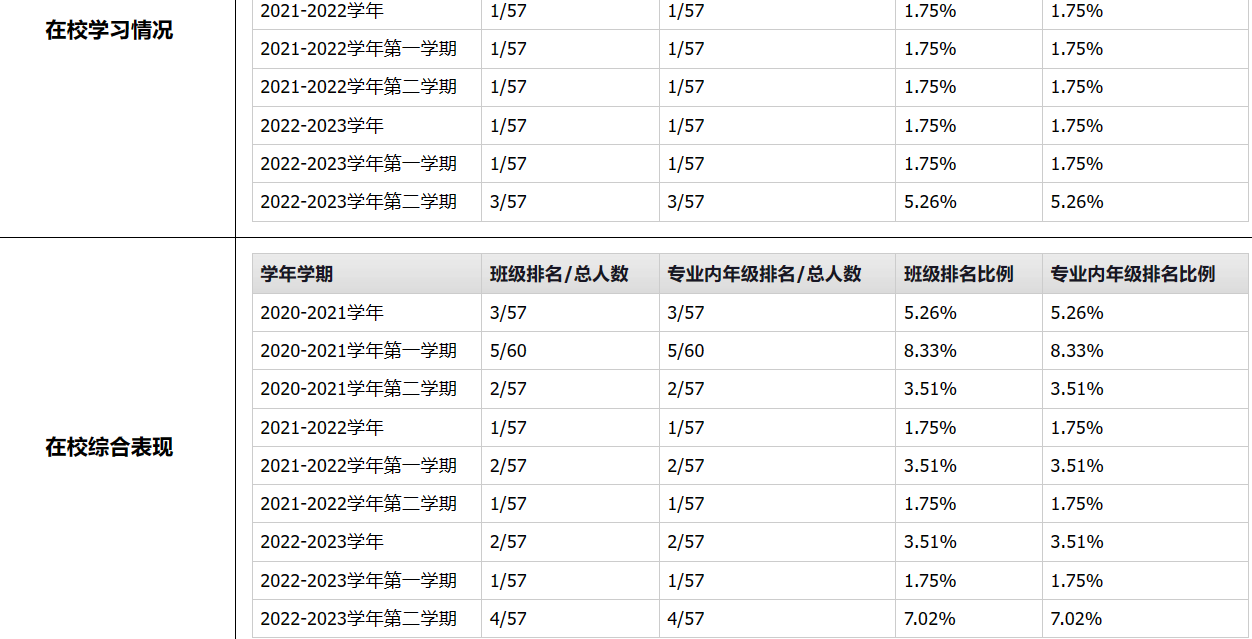 在校学习情况
2021-2022学年 1/57 1/57 1.75% 1.75%
2021-2022学年第一学期 1/57 1/57 1.75% 1.75%
2021-2022学年第二学期 1/57 1/57 1.75% 1.75%
2022-2023学年 1/57 1/57 1.75% 1.75%
2022-2023学年第一学期 1/57 1/57 1.75% 1.75%
2022-2023学年第二学期 3/57 3/57 5.26% 5.26%
在校综合表现
学年学期 班级排名/总人数 专业内年级排名/总人数 班级排名比例 专业内年级排名比例
2020-2021学年 3/57 3/57 5.26% 5.26%
2020-2021学年第一学期 5/60 5/60 8.33% 8.33%
2020-2021学年第二学期 2/57 2/57 3.51% 3.51%
2021-2022学年 1/57 1/57 1.75% 1.75%
2021-2022学年第一学期 2/57 2/57 3.51% 3.51%
2021-2022学年第二学期 1/57 1/57 1.75% 1.75%
2022-2023学年 2/57 2/57 3.51% 3.51%
2022-2023学年第一学期 1/57 1/57 1.75% 1.75%
2022-2023学年第二学期 4/57 4/57 7.02% 7.02%